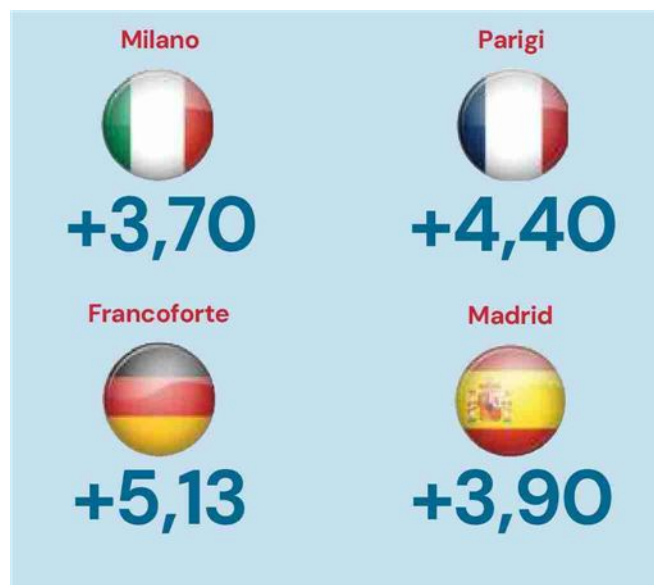 Milano
Parigi
+3,70
+4,40
Francoforte
Madrid
+5,13
+3,90